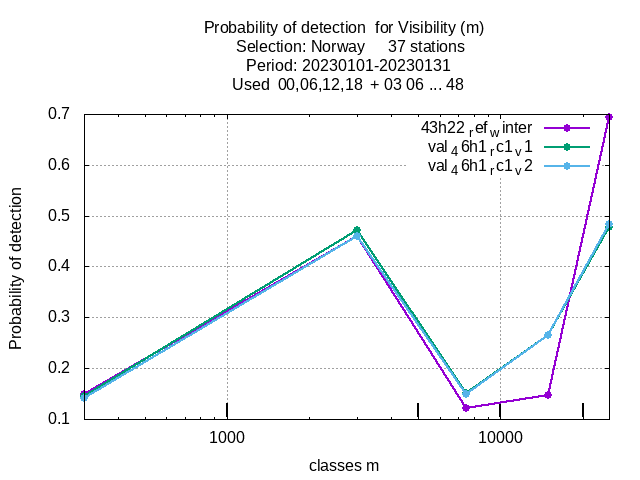 Probability of detection  for Visibility (m)
Selection: Norway     37 stations
Period: 20230101-20230131
Used  00,06,12,18  + 03 06 ... 48
0.7
0.6
0.5
0.4
0.3
0.2
0.1
Probability of detection
43h22 ref winter
val 46h1 rc1 v1
val 46h1 rc1 v2
1000
10000
classes m